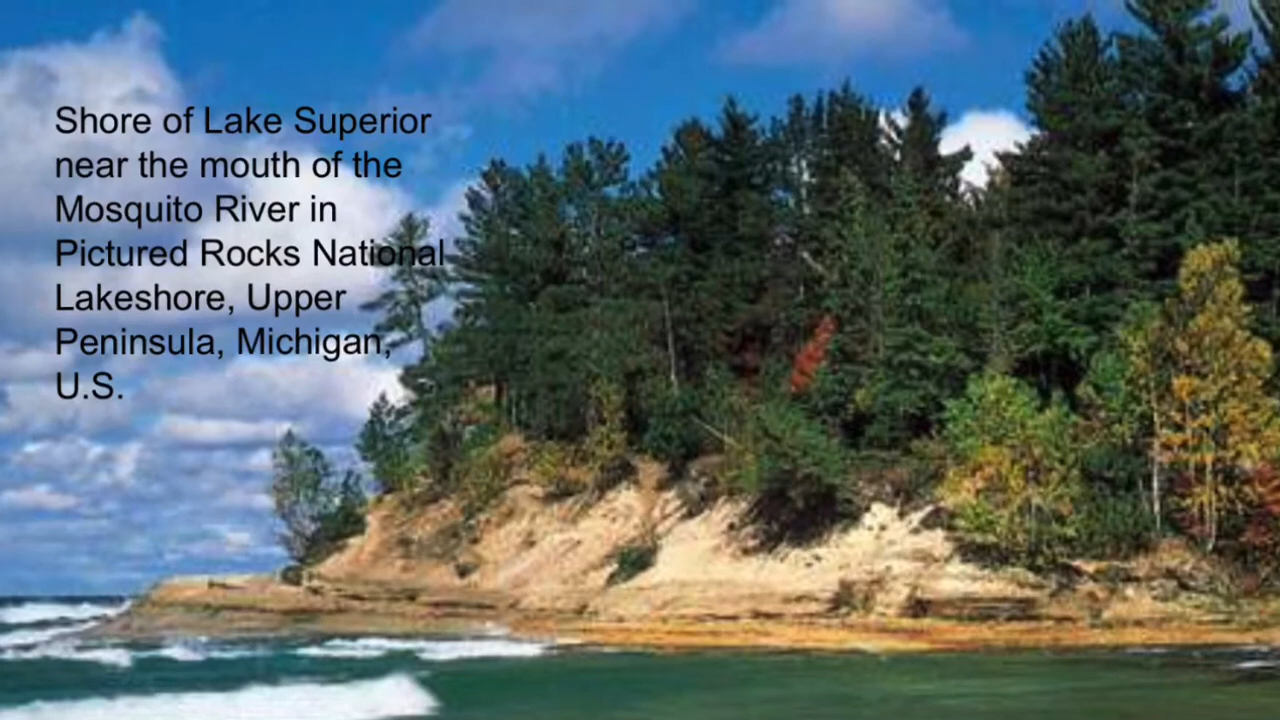 Shore of Lake Superior
near the mouth of the
Mosquito River in
Pictured Rocks National
Lakeshore, Upper
Peninsula, Michigan,
U.S.